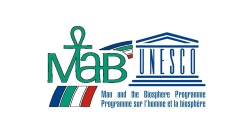 MAB
UNESCO
Man and the Biosphere Programme
Programme sur l'homme et la biosphère